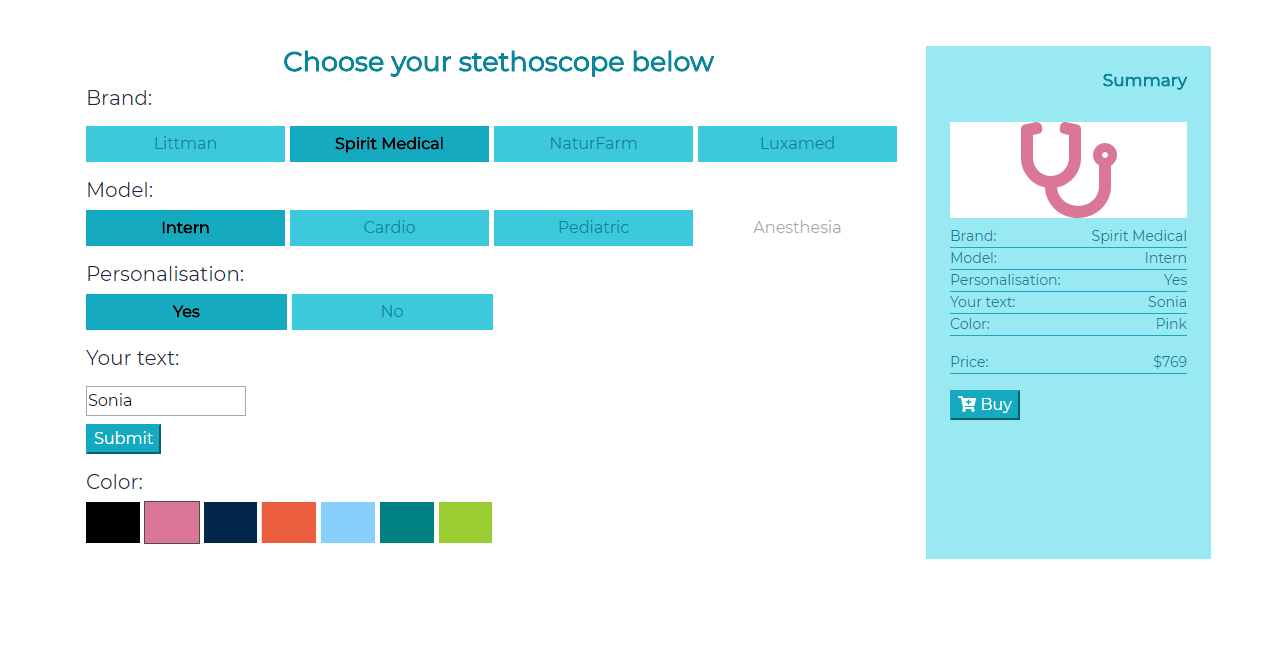 Choose your stethoscope below
Brand:
Littman Spirit Medical NaturFarm Luxamed
Model:
Intern Cardio Pediatric Anesthesia
Personalisation:
Yes No
Your text:
Sonia
Submit
Color:
Summary
Brand: Spirit Medical
Model: Intern
Personalisation: Yes
Your text: Sonia
Color: Pink
Price: $769
Buy